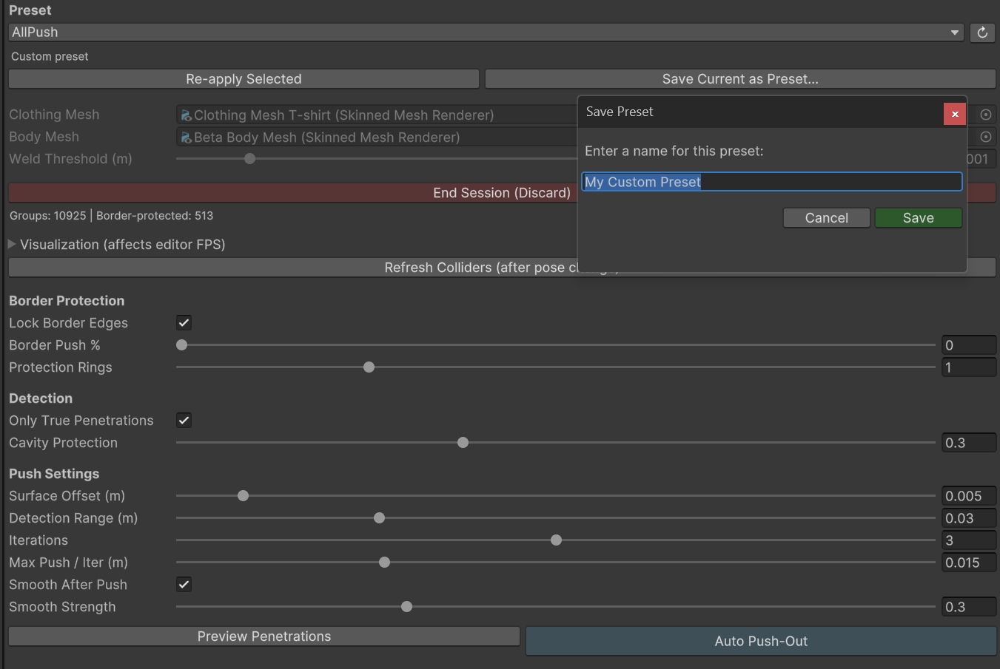 Preset
AllPush
Custom preset
Re-apply Selected
Save Current as Preset...
Clothing Mesh
Clothing Mesh T-shirt (Skinned Mesh Renderer)
Body Mesh
Beta Body Mesh (Skinned Mesh Renderer)
Weld Threshold (m)
001
Save Preset
Enter a name for this preset:
My Custom Preset
Cancel
Save
End Session (Discard)
Groups: 10925 | Border-protected: 513
Visualization (affects editor FPS)
Refresh Colliders (after pose
Border Protection
Lock Border Edges
Border Push %
0
Protection Rings
1
Detection
Only True Penetrations
Cavity Protection
0.3
Push Settings
Surface Offset (m)
0.005
Detection Range (m)
0.03
Iterations
3
Max Push / Iter (m)
0.015
Smooth After Push
Smooth Strength
0.3
Preview Penetrations
Auto Push-Out